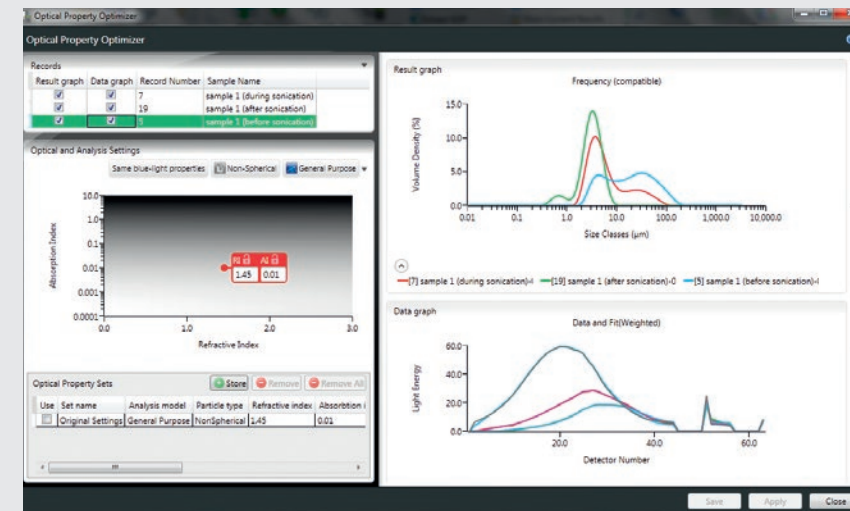 Optical Property Optimizer
Optical Property Optimizer
Records
Result graph Data graph Record Number Sample Name
7 sample 1 (during sonication)
19 sample 1 (after sonication)
5 sample 1 (before sonication)
Optical and Analysis Settings
Same blue-light properties Non-Spherical General Purpose
Absorption Index
10.0
1.0
0.1
0.01
0.001
0.0001
RI AI
1.45 0.01
0.0 1.0 2.0 3.0
Refractive Index
Optical Property Sets Store Remove Remove All
Use Set name Analysis model Particle type Refractive index Absorbtion i
Original Settings General Purpose NonSpherical 1.45 0.01
Result graph
Frequency (compatible)
Volume Density (%)
15.0
10.0
5.0
0.0
0.01 0.1 1.0 10.0 100.0 1,000.0 10,000.0
Size Classes (µm)
[7] sample 1 (during sonication)-( [19] sample 1 (after sonication)-0 [5] sample 1 (before sonication)-(
Data graph
Data and Fit(Weighted)
Light Energy
60.0
40.0
20.0
0.0
20.0 40.0 60.0
Detector Number
Save Apply Close